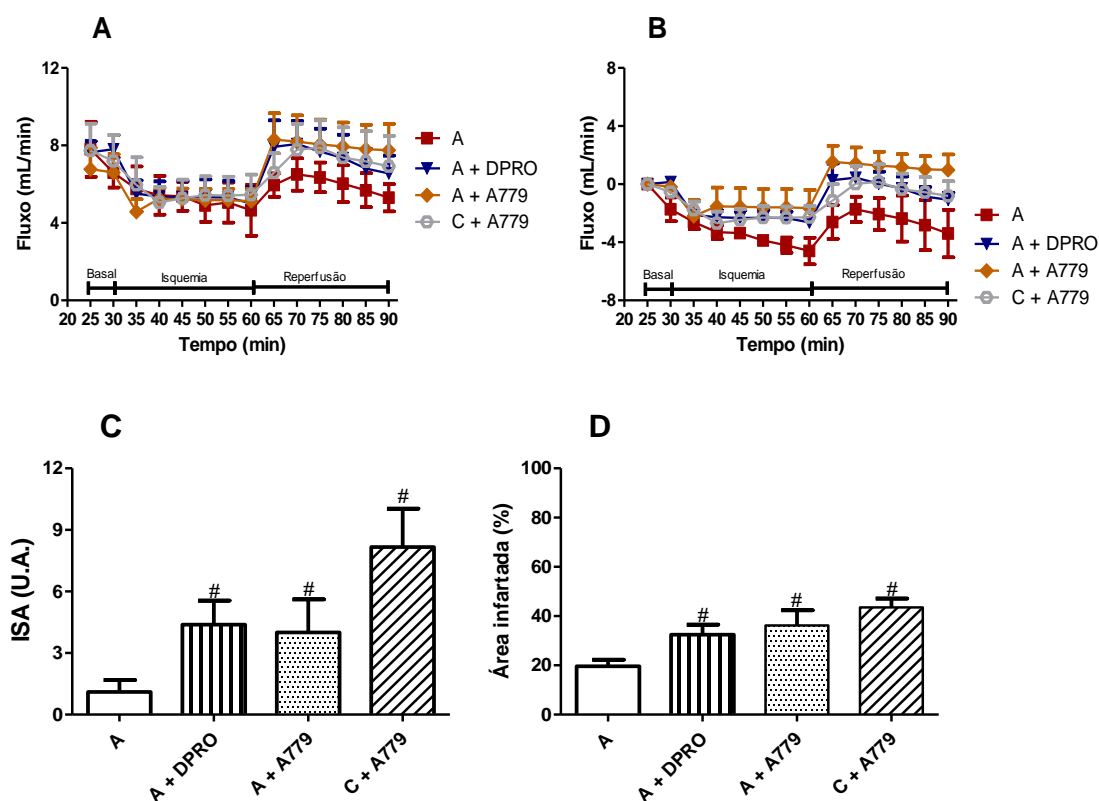 A
Fluxo (mL/min)
12
8
4
0
Basal
Isquemia
Reperfusão
20 25 30 35 40 45 50 55 60 65 70 75 80 85 90
Tempo (min)
A
A + DPRO
A + A779
C + A779
B
Fluxo (mL/min)
8
4
0
-4
-8
Basal
Isquemia
Reperfusão
20 25 30 35 40 45 50 55 60 65 70 75 80 85 90
Tempo (min)
A
A + DPRO
A + A779
C + A779
C
ISA (U.A.)
12
9
6
3
0
# # #
A
A + DPRO
A + A779
C + A779
D
Área infartada (%)
100
80
60
40
20
0
# # #
A
A + DPRO
A + A779
C + A779